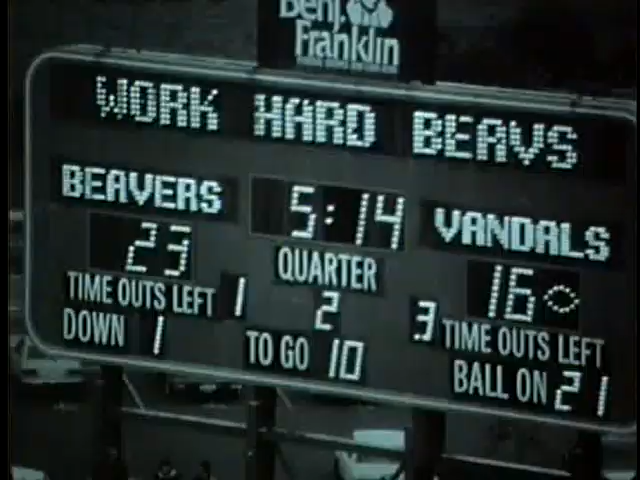 Benj.
Franklin
WORK HARD BEAVS
BEAVERS 5:14 VANDALS
23 QUARTER 16
TIME OUTS LEFT 1 2 3 TIME OUTS LEFT
DOWN 1 TO GO 10 BALL ON 21